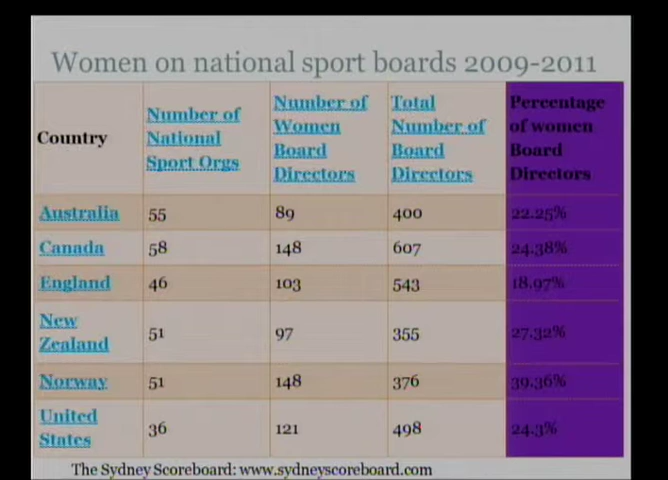 Women on national sport boards 2009-2011
Country
Number of
National
Sport Orgs
Number of
Women
Board
Directors
Total
Number of
Board
Directors
Percentage
of women
Board
Directors
Australia 55 89 400 22.25%
Canada 58 148 607 24.38%
England 46 103 543 18.97%
New
Zealand 51 97 355 27.32%
Norway 51 148 376 39.36%
United
States 36 121 498 24.3%
The Sydney Scoreboard: www.sydneyscoreboard.com